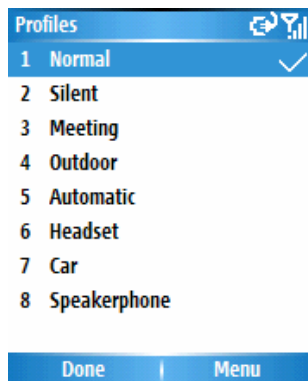 Profiles
1 Normal
2 Silent
3 Meeting
4 Outdoor
5 Automatic
6 Headset
7 Car
8 Speakerphone
Done Menu